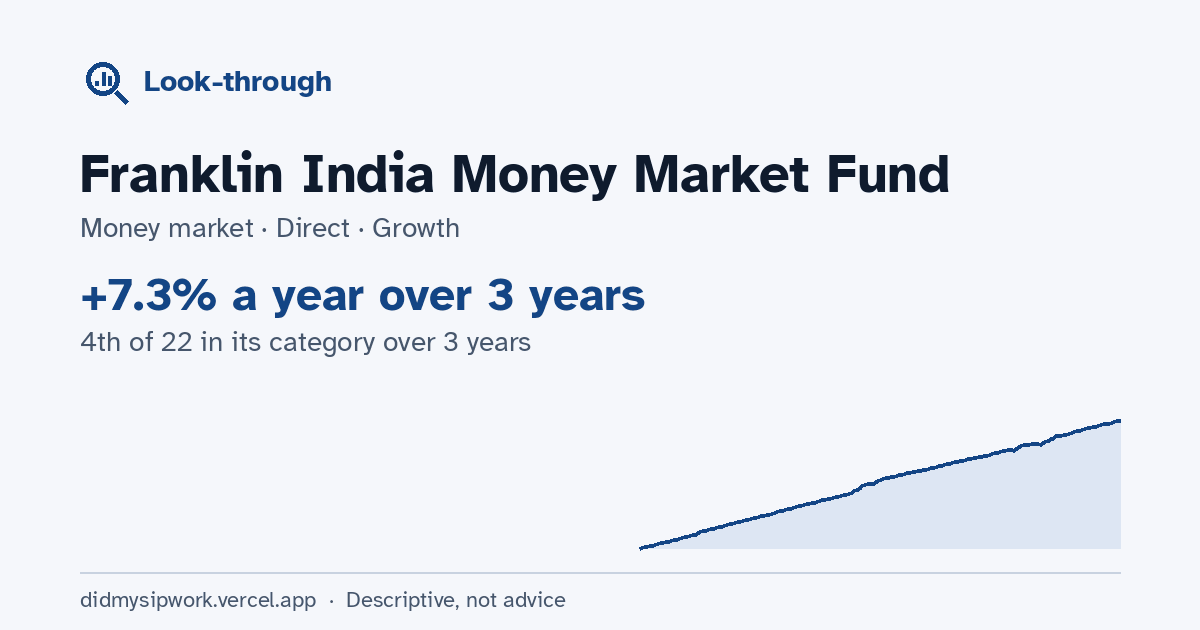 Look-through
Franklin India Money Market Fund
Money market · Direct · Growth
+7.3% a year over 3 years
4th of 22 in its category over 3 years
didmysipwork.vercel.app · Descriptive, not advice